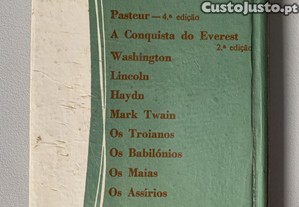 CustoJusto.pt
Pasteur — 4.ª edição
A Conquista do Everest
2.ª edição
Washington
Lincoln
Haydn
Mark Twain
Os Troianos
Os Babilónios
Os Maias
Os Assírios